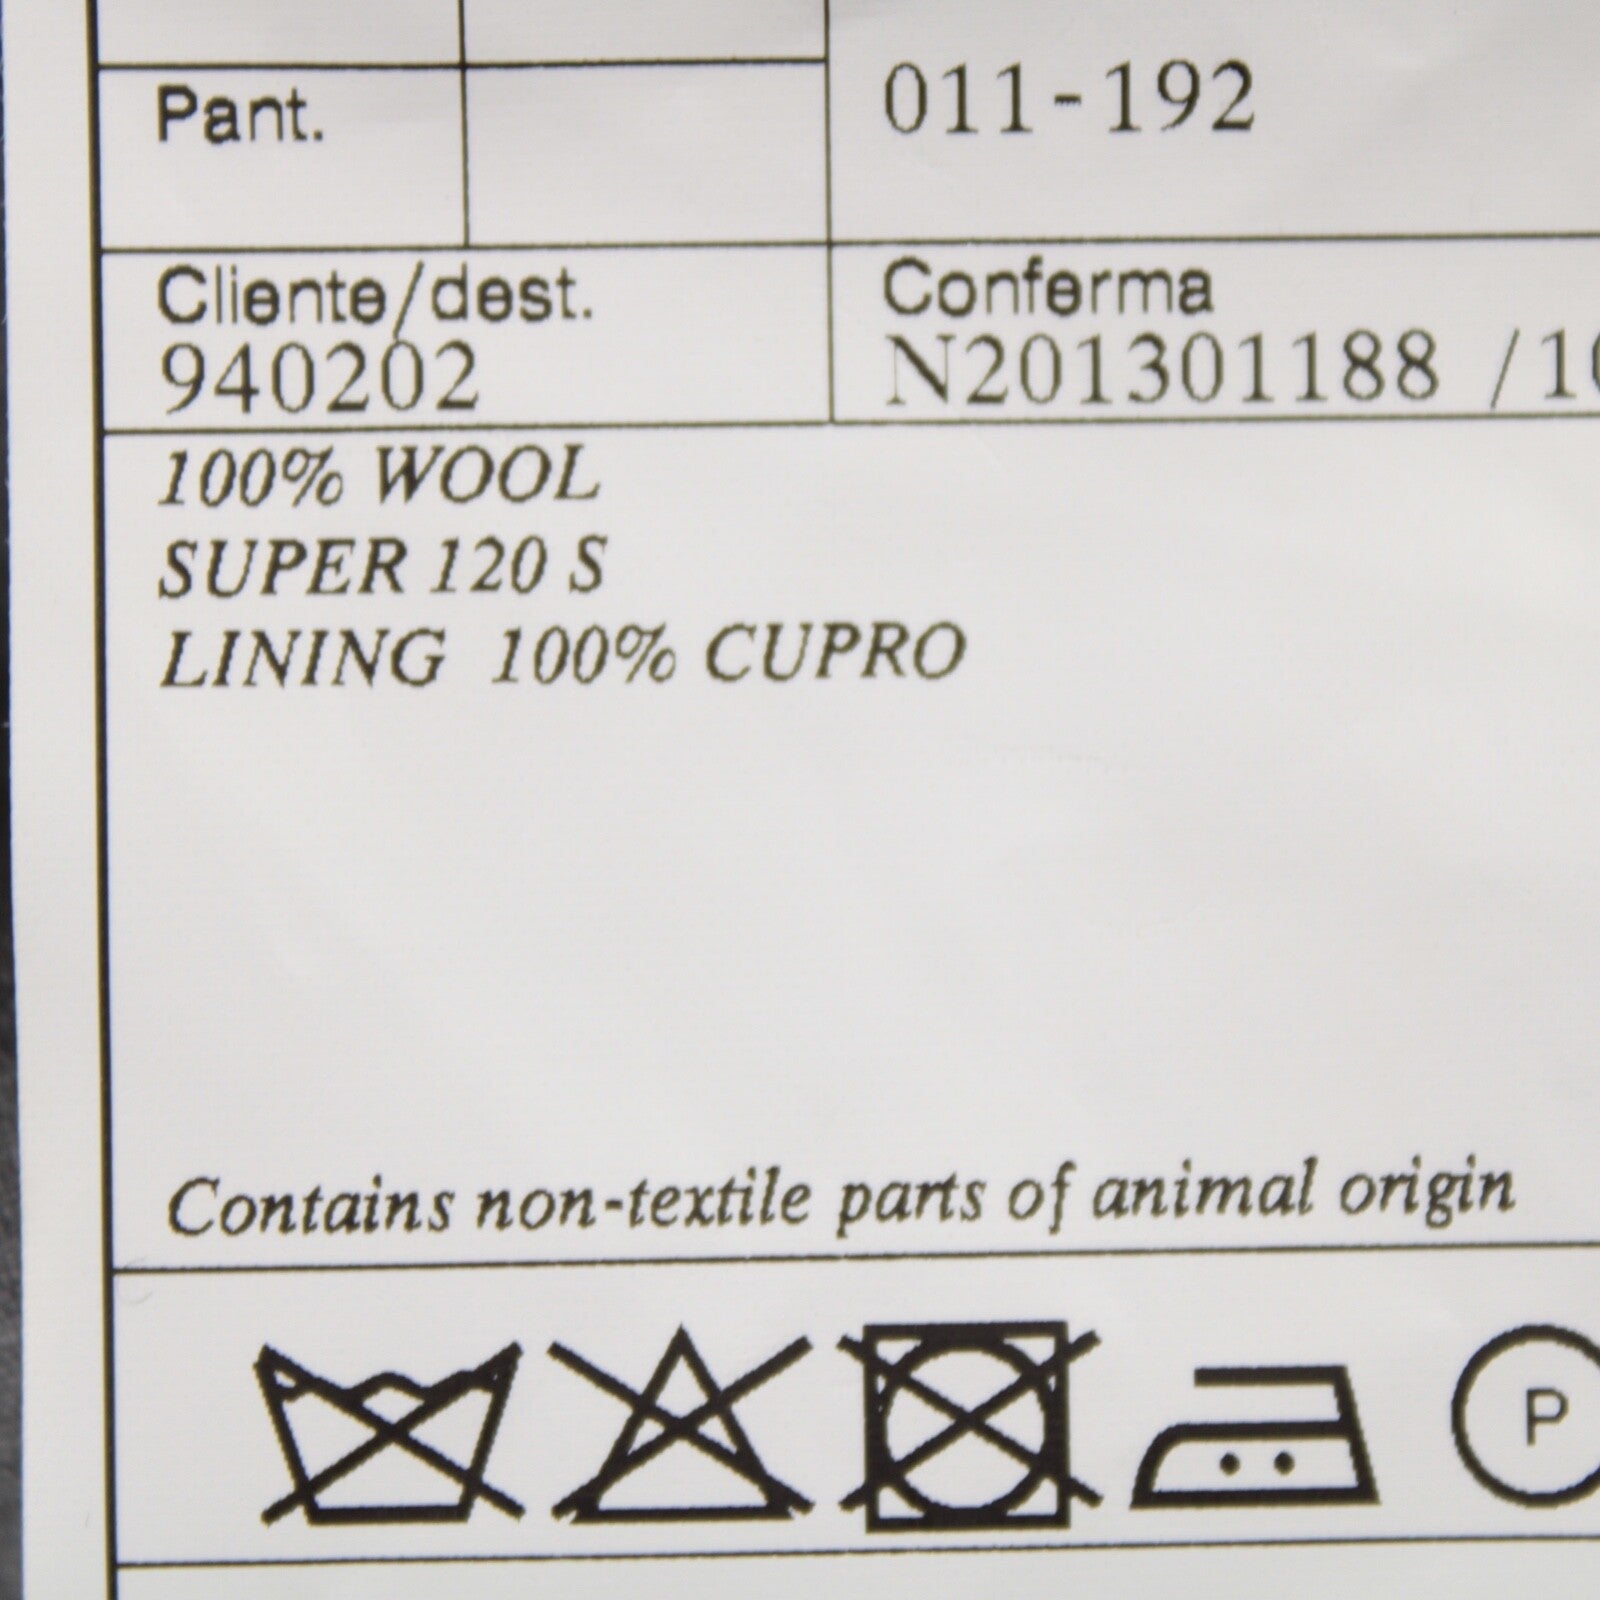 Pant.
011-192
Cliente/dest.
940202
Conferma
N201301188 /10
100% WOOL
SUPER 120 S
LINING 100% CUPRO
Contains non-textile parts of animal origin
P